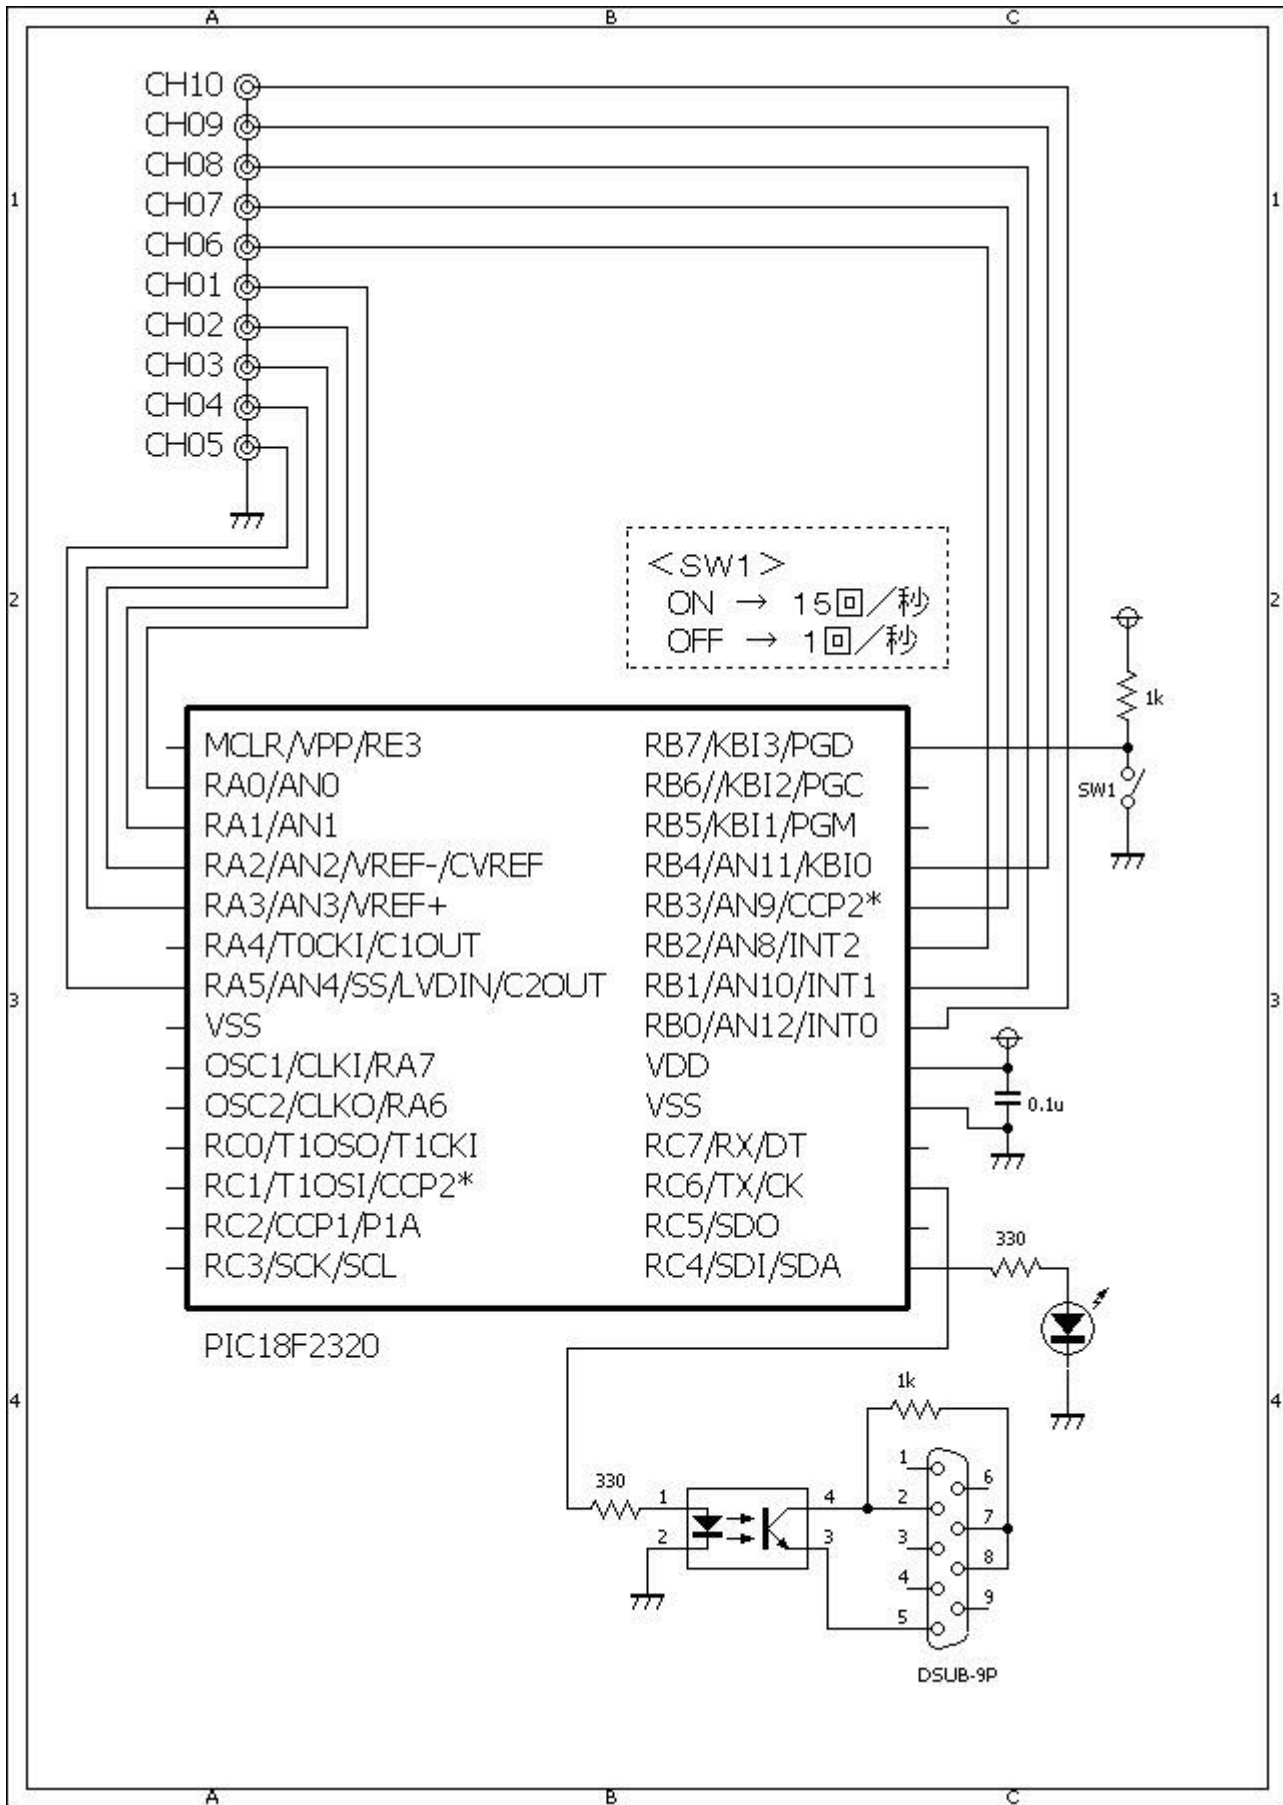 A B C
CH10
CH09
CH08
CH07
CH06
CH01
CH02
CH03
CH04
CH05
1 1
<SW1>
ON → 15回/秒
OFF → 1回/秒
2 2
1k
SW1
MCLR/VPP/RE3 RB7/KBI3/PGD
RA0/AN0 RB6//KBI2/PGC
RA1/AN1 RB5/KBI1/PGM
RA2/AN2/VREF-/CVREF RB4/AN11/KBI0
RA3/AN3/VREF+ RB3/AN9/CCP2*
RA4/T0CKI/C1OUT RB2/AN8/INT2
RA5/AN4/SS/LVDIN/C2OUT RB1/AN10/INT1
3 3
VSS RB0/AN12/INT0
OSC1/CLKI/RA7 VDD
OSC2/CLKO/RA6 VSS
0.1u
RC0/T1OSO/T1CKI RC7/RX/DT
RC1/T1OSI/CCP2* RC6/TX/CK
RC2/CCP1/P1A RC5/SDO
RC3/SCK/SCL RC4/SDI/SDA
330
PIC18F2320
4 4
1k
330
1 4
2 3
1 6
2 7
3 8
4 9
5
DSUB-9P
A B C